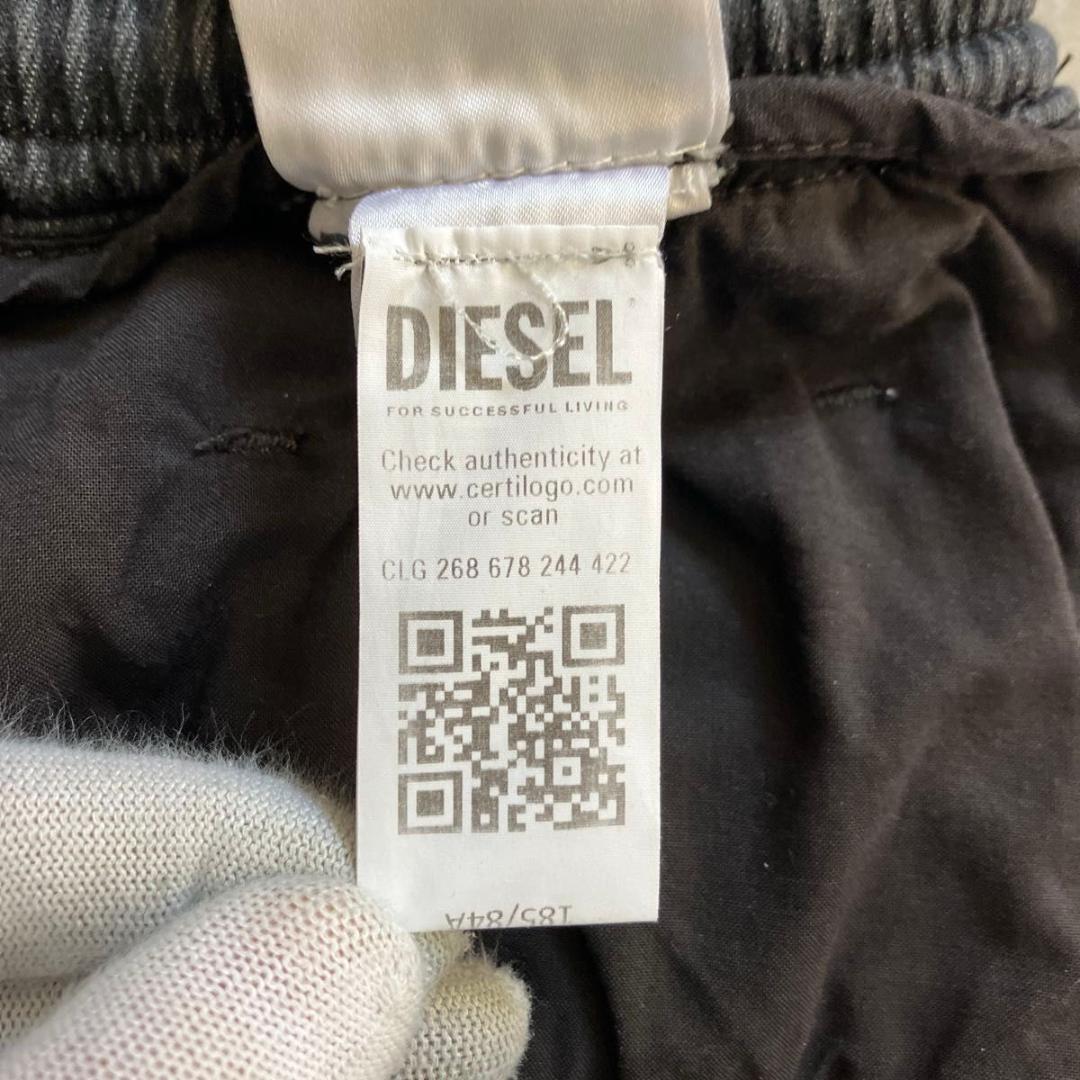 DIESEL
FOR SUCCESSFUL LIVING
Check authenticity at
www.certilogo.com
or scan
CLG 268 678 244 422
185/84A